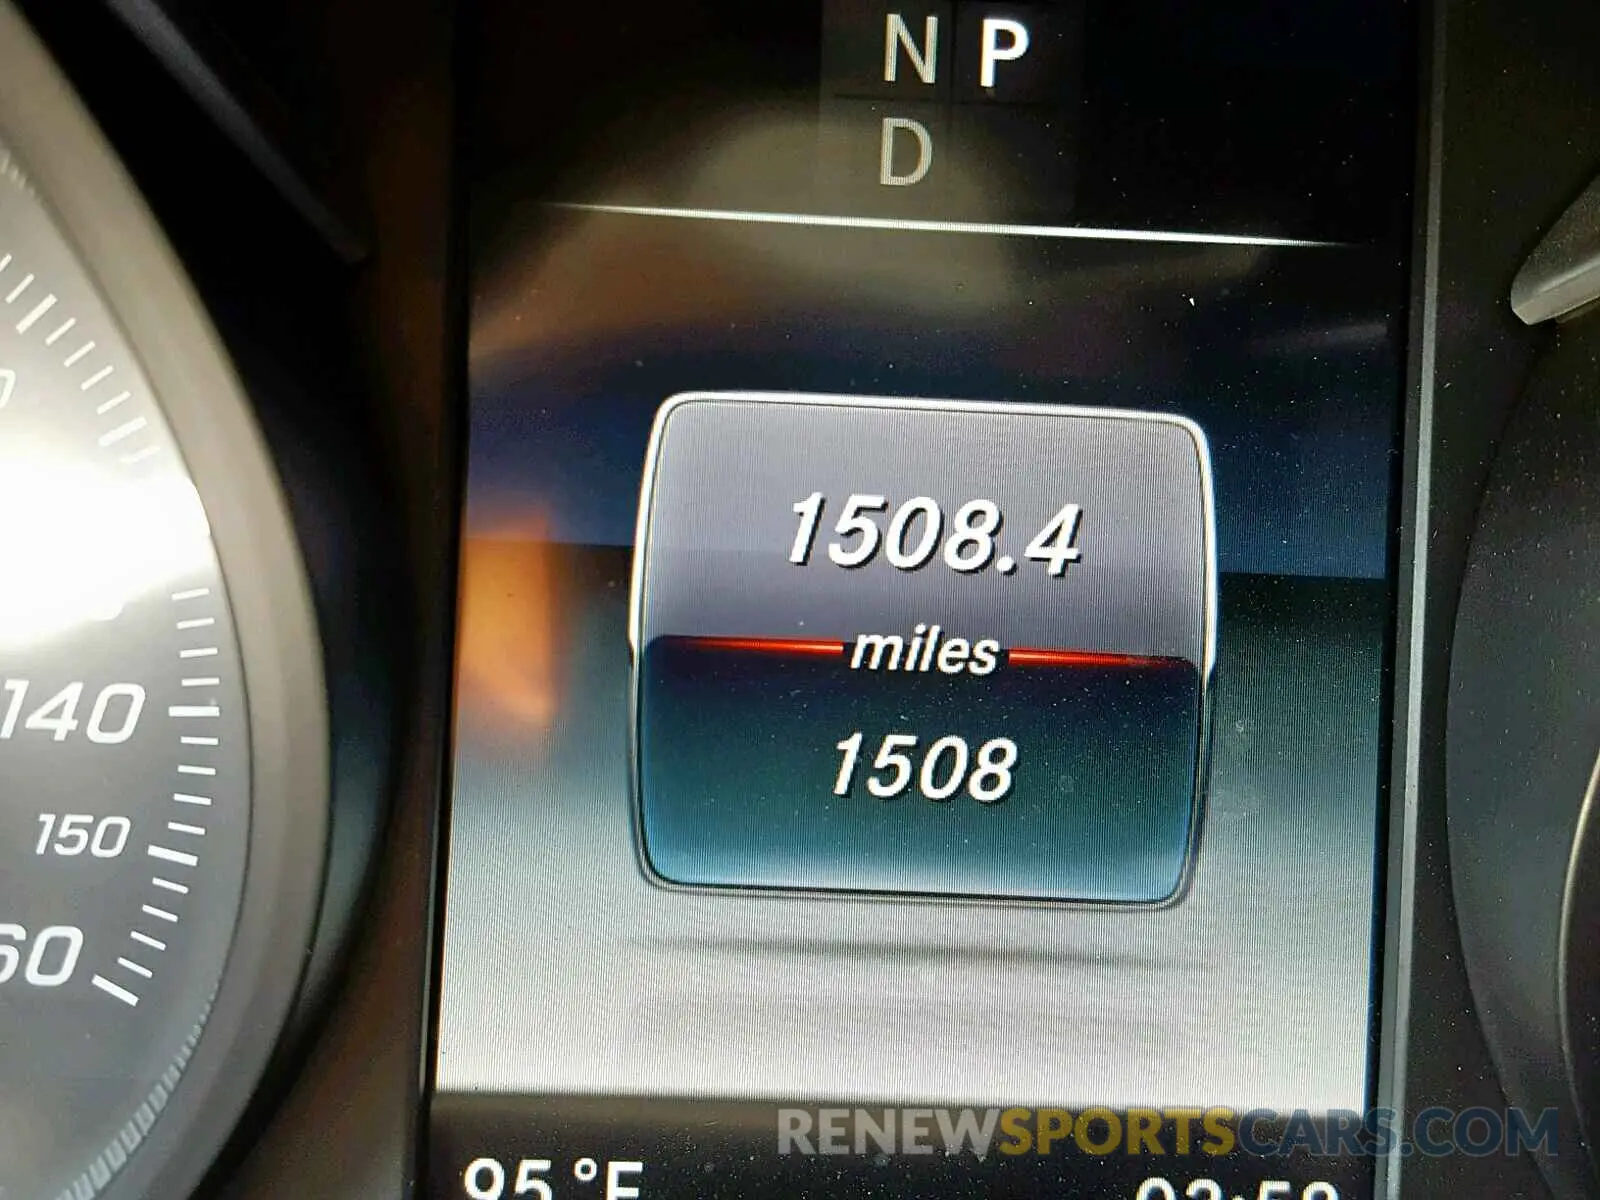 N P
D
1508.4
miles
1508
140
150
60
95 °F
RENEWSPORTSCARS.COM